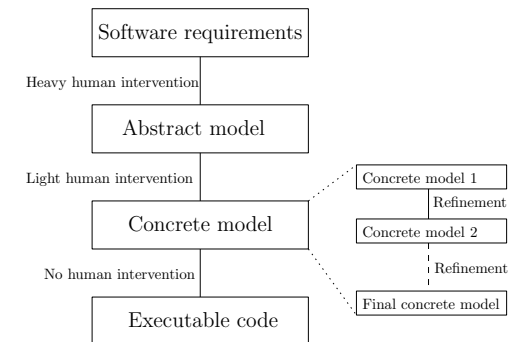 Software requirements
Heavy human intervention
Abstract model
Light human intervention
Concrete model
No human intervention
Executable code
Concrete model 1
Refinement
Concrete model 2
Refinement
Final concrete model